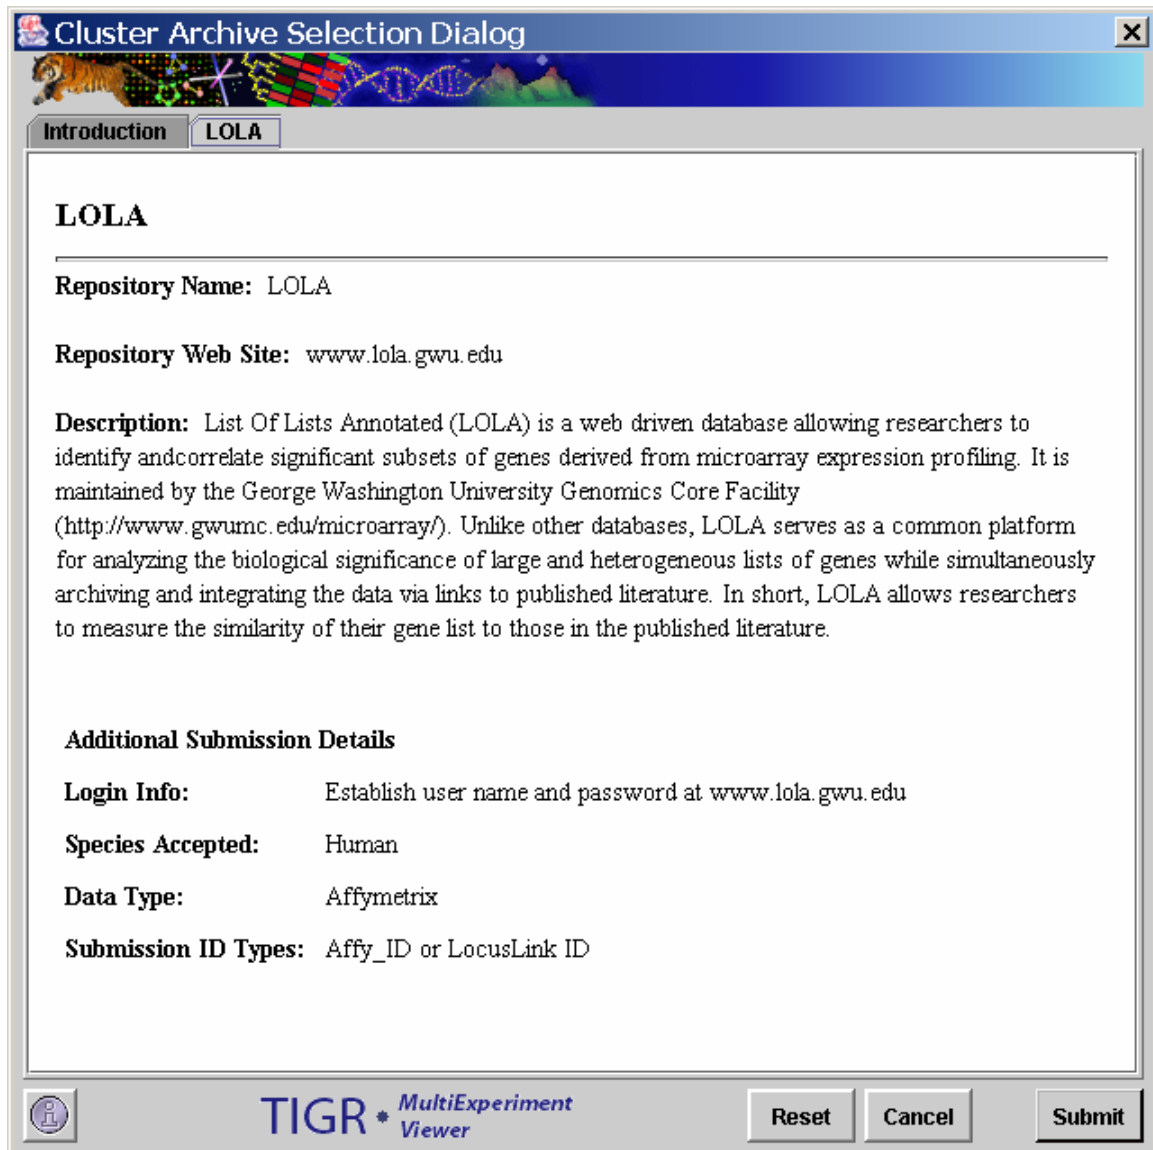 Cluster Archive Selection Dialog
Introduction LOLA
LOLA
Repository Name: LOLA
Repository Web Site: www.lola.gwu.edu
Description: List Of Lists Annotated (LOLA) is a web driven database allowing researchers to
identify andcorrelate significant subsets of genes derived from microarray expression profiling. It is
maintained by the George Washington University Genomics Core Facility
(http://www.gwumc.edu/microarray/). Unlike other databases, LOLA serves as a common platform
for analyzing the biological significance of large and heterogeneous lists of genes while simultaneously
archiving and integrating the data via links to published literature. In short, LOLA allows researchers
to measure the similarity of their gene list to those in the published literature.
Additional Submission Details
Login Info: Establish user name and password at www.lola.gwu.edu
Species Accepted: Human
Data Type: Affymetrix
Submission ID Types: Affy_ID or LocusLink ID
TIGR MultiExperiment
Viewer
Reset Cancel Submit